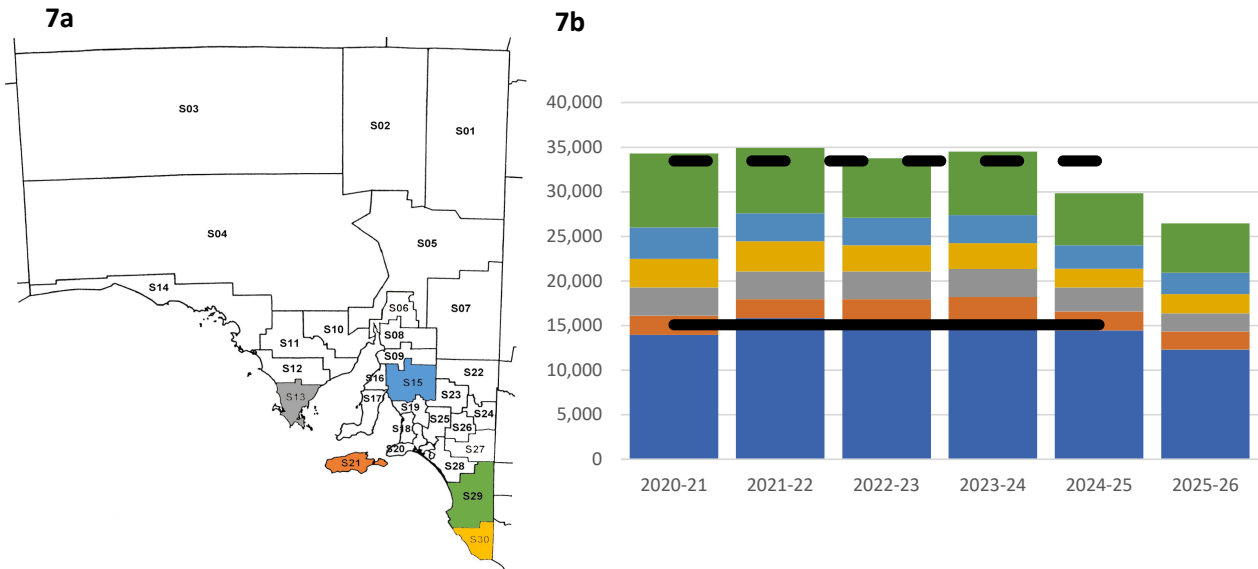 7a
7b
S03
S02
S01
S04
S05
S14
S07
S06
S10
S11
S08
S09
S12
S16
S15
S22
S13
S17
S23
S19
S24
S25
S18
S26
S20
S27
S21
S28
S29
S30
40,000
35,000
30,000
25,000
20,000
15,000
10,000
5,000
0
2020-21 2021-22 2022-23 2023-24 2024-25 2025-26